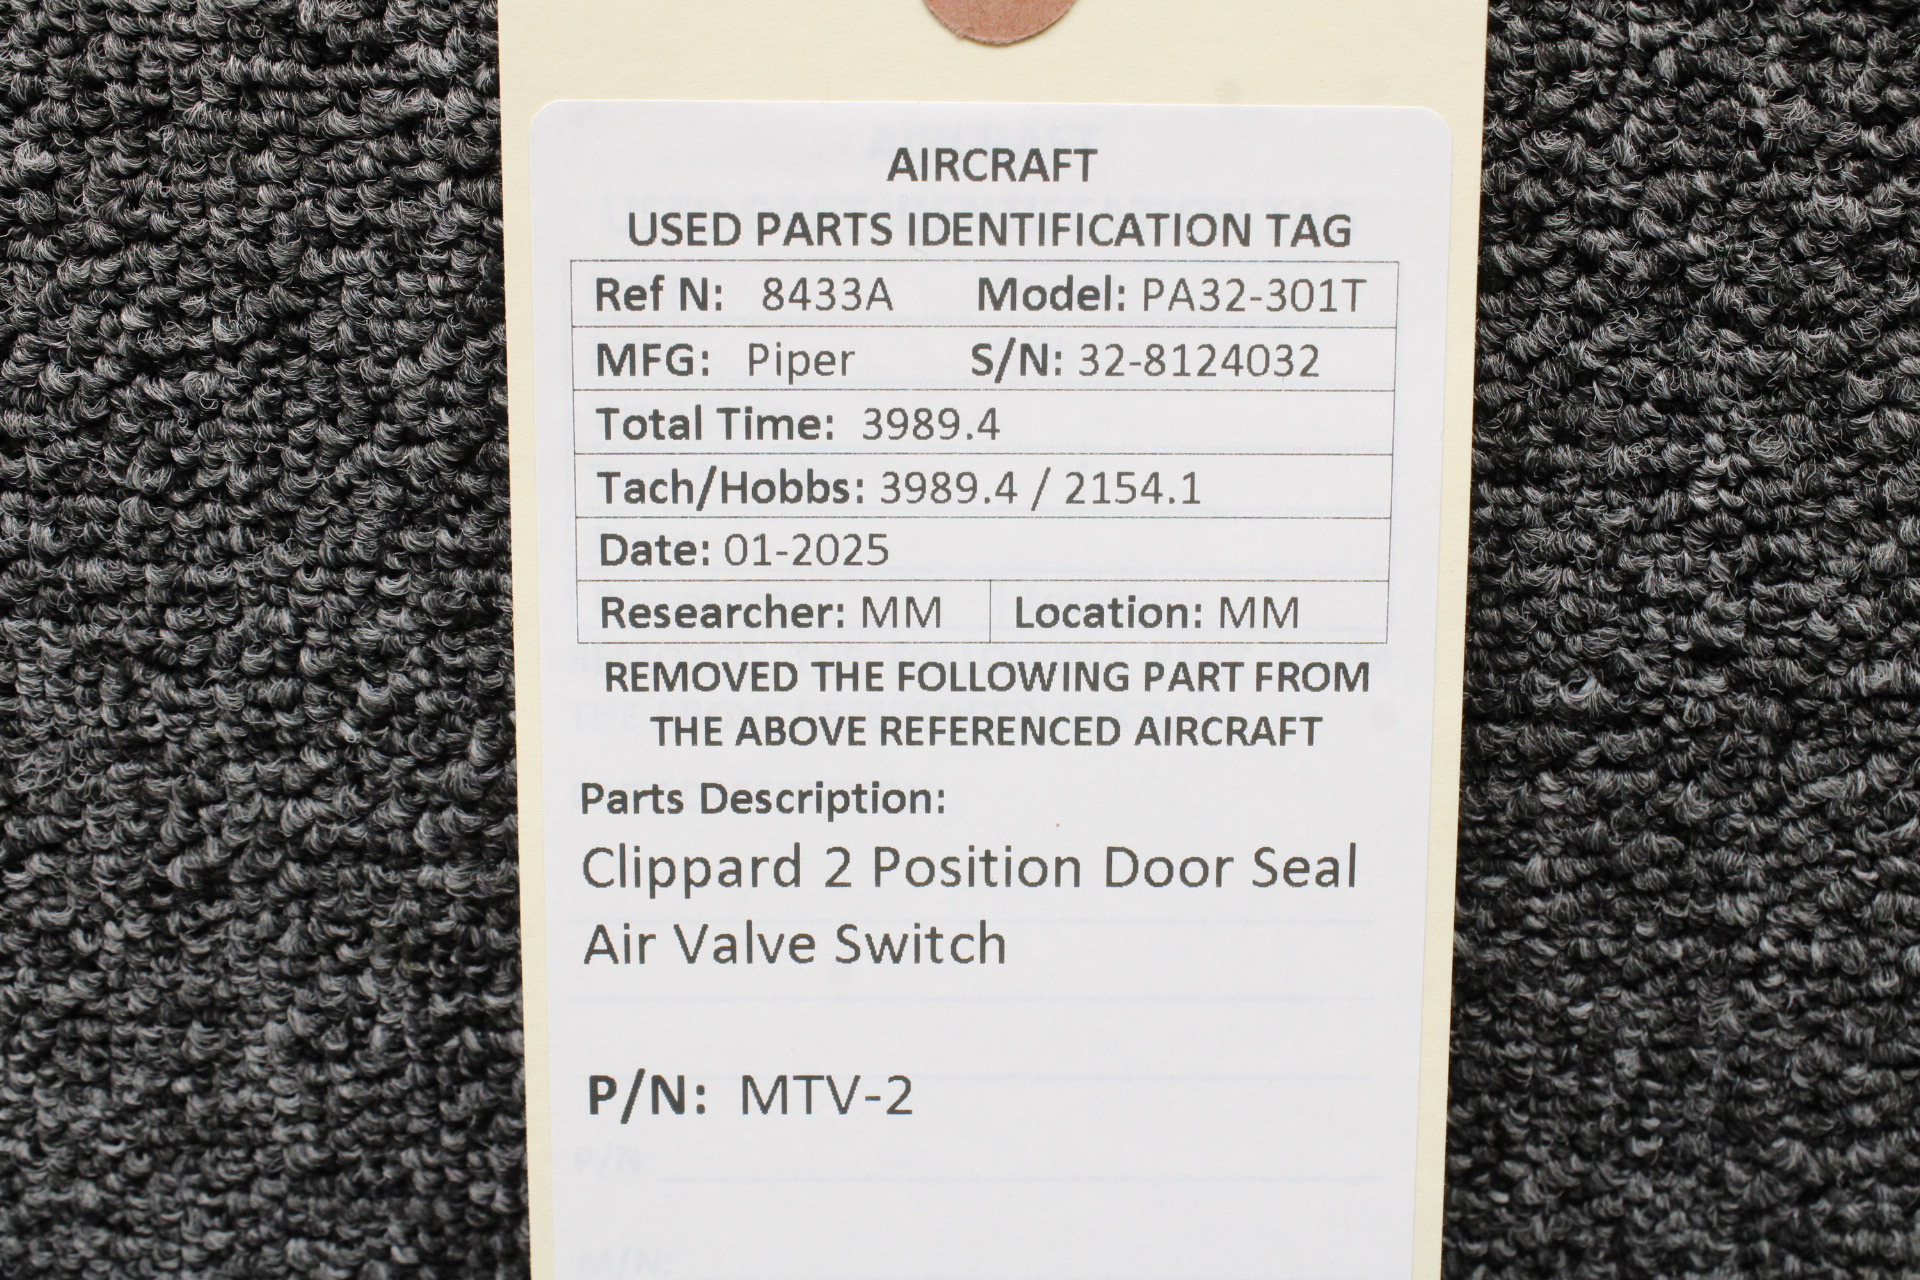 AIRCRAFT
USED PARTS IDENTIFICATION TAG
Ref N: 8433A Model: PA32-301T
MFG: Piper S/N: 32-8124032
Total Time: 3989.4
Tach/Hobbs: 3989.4 / 2154.1
Date: 01-2025
Researcher: MM Location: MM
REMOVED THE FOLLOWING PART FROM
THE ABOVE REFERENCED AIRCRAFT
Parts Description:
Clippard 2 Position Door Seal
Air Valve Switch
P/N: MTV-2
P/N:
M/N: